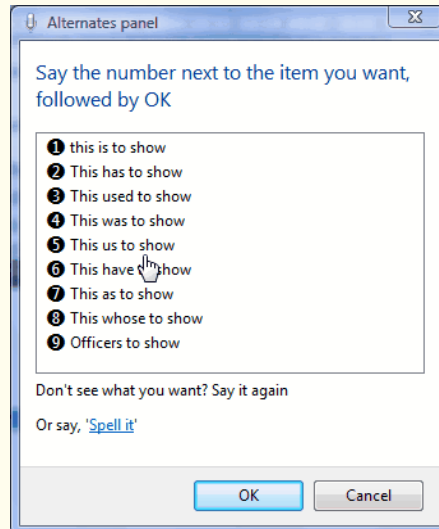 Alternates panel
Say the number next to the item you want,
followed by OK
1 this is to show
2 This has to show
3 This used to show
4 This was to show
5 This us to show
6 This have to show
7 This as to show
8 This whose to show
9 Officers to show
Don't see what you want? Say it again
Or say, 'Spell it'
OK Cancel